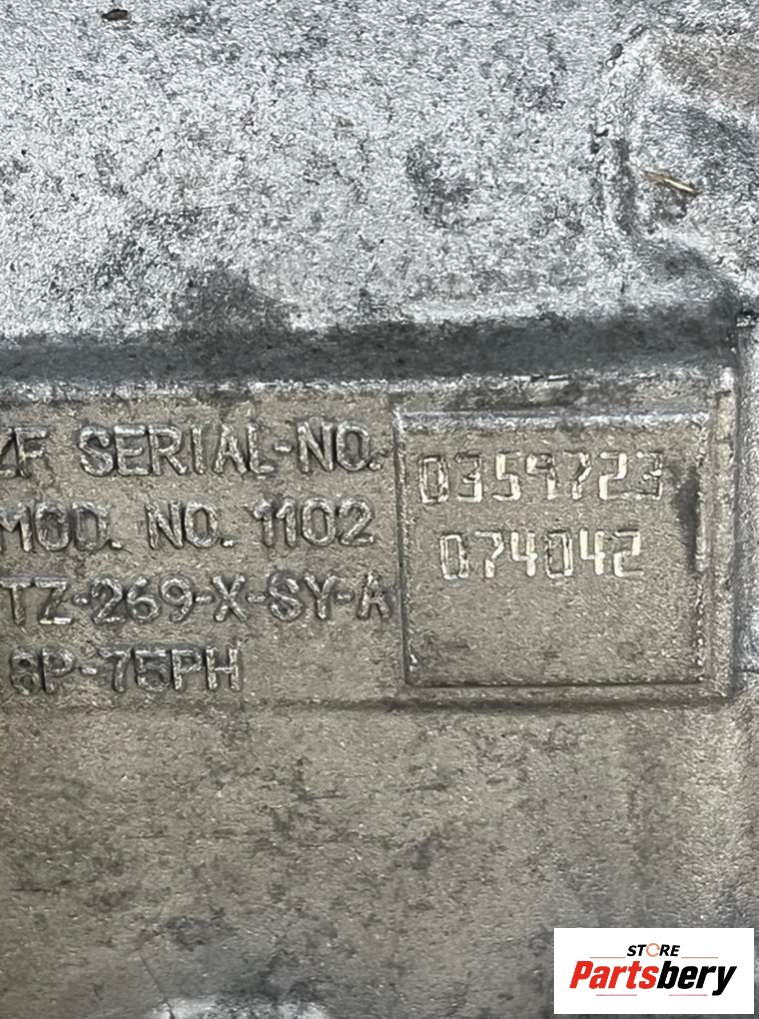 ZF SERIAL-NO.
MOD. NO. 1102
TZ-269-X-SY-A
8P-75PH
0359723
074042
STORE
Partsbery